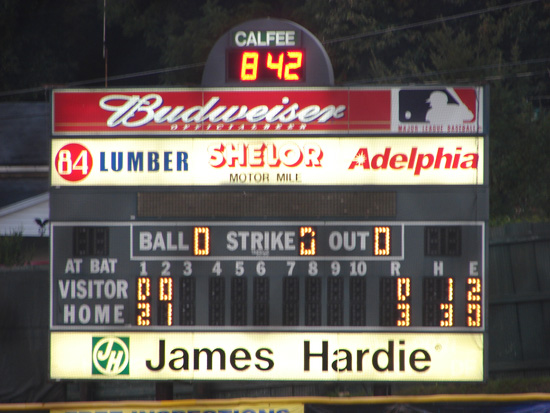 CALFEE
8 42
Budweiser
OFFICIAL BEER
MAJOR LEAGUE BASEBALL
84 LUMBER SHELOR MOTOR MILE Adelphia
BALL 0 STRIKE 0 OUT 0
AT BAT 1 2 3 4 5 6 7 8 9 10 R H E
VISITOR 0 0 0 1 2
HOME 2 1 3 3 0
JH James Hardie
INSPECTIONS